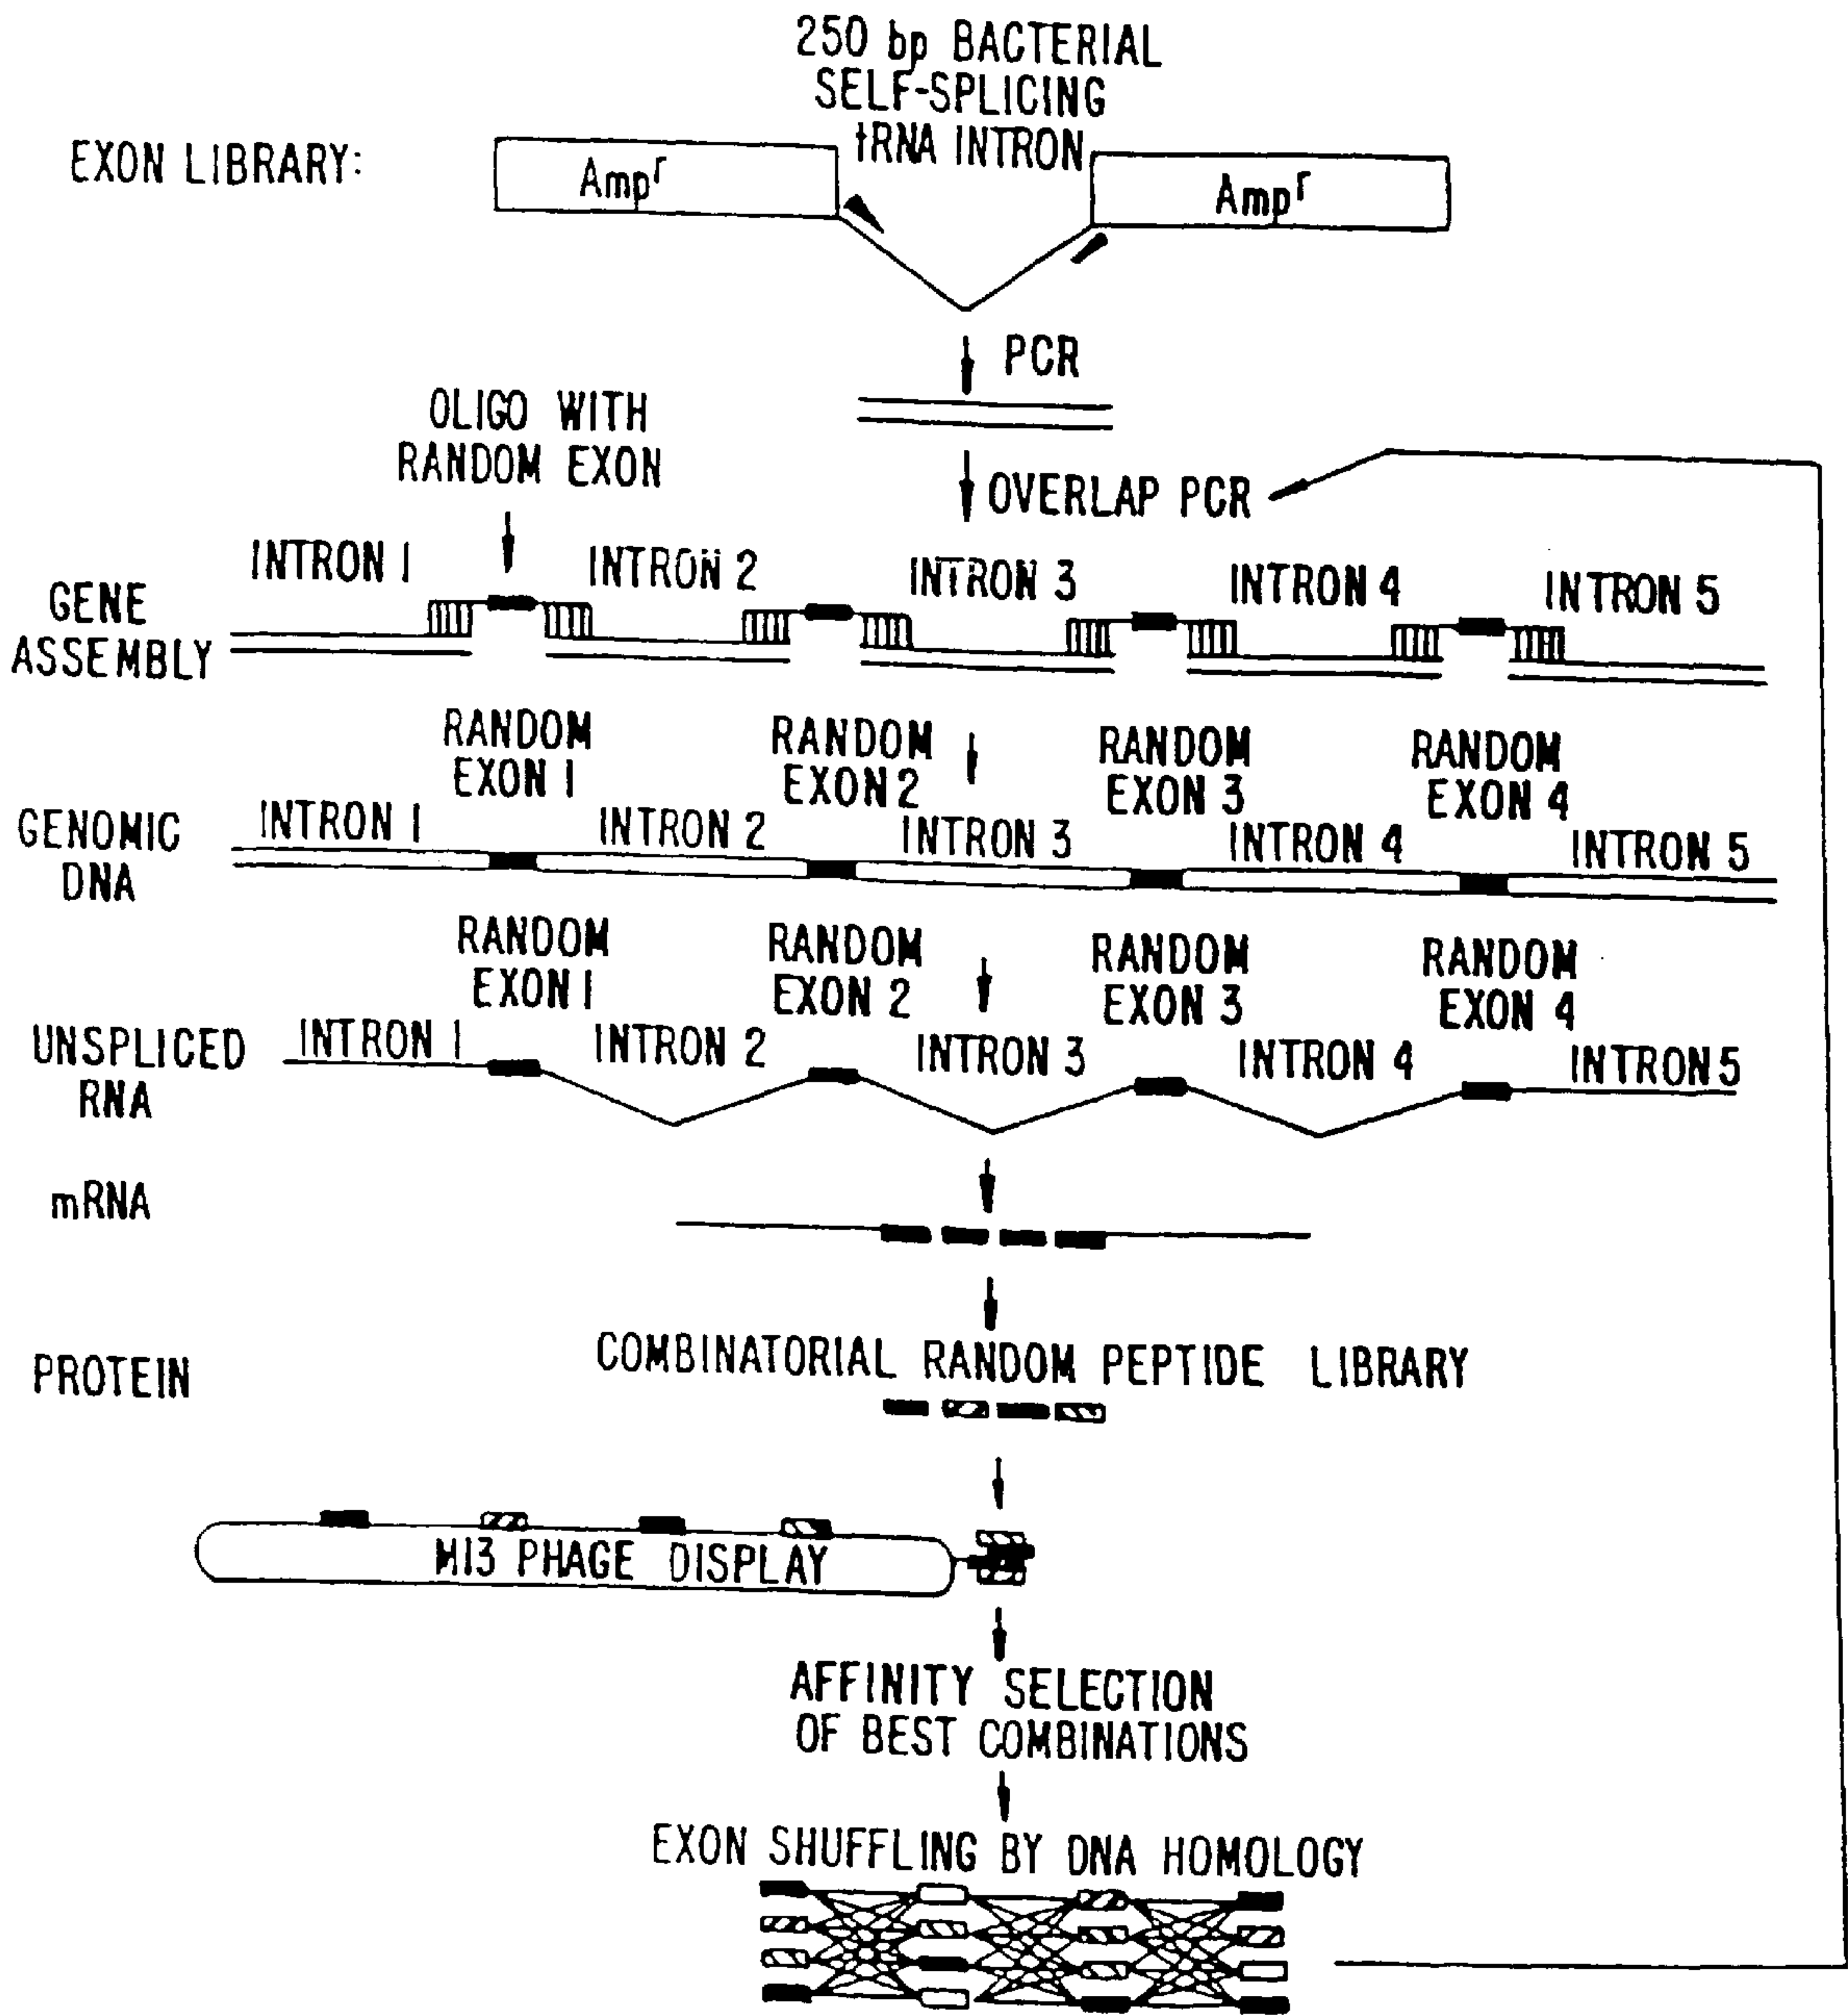 250 bp BACTERIAL
SELF-SPLICING
tRNA INTRON
EXON LIBRARY:
Ampr
Ampr
PCR
OLIGO WITH
RANDOM EXON
OVERLAP PCR
INTRON 1
INTRON 2
INTRON 3
INTRON 4
INTRON 5
GENE
ASSEMBLY
RANDOM
EXON 1
RANDOM
EXON 2
RANDOM
EXON 3
RANDOM
EXON 4
GENOMIC
DNA
INTRON 1
INTRON 2
INTRON 3
INTRON 4
INTRON 5
RANDOM
EXON 1
RANDOM
EXON 2
RANDOM
EXON 3
RANDOM
EXON 4
UNSPLICED
RNA
INTRON 1
INTRON 2
INTRON 3
INTRON 4
INTRON 5
mRNA
PROTEIN
COMBINATORIAL RANDOM PEPTIDE LIBRARY
M13 PHAGE DISPLAY
AFFINITY SELECTION
OF BEST COMBINATIONS
EXON SHUFFLING BY DNA HOMOLOGY